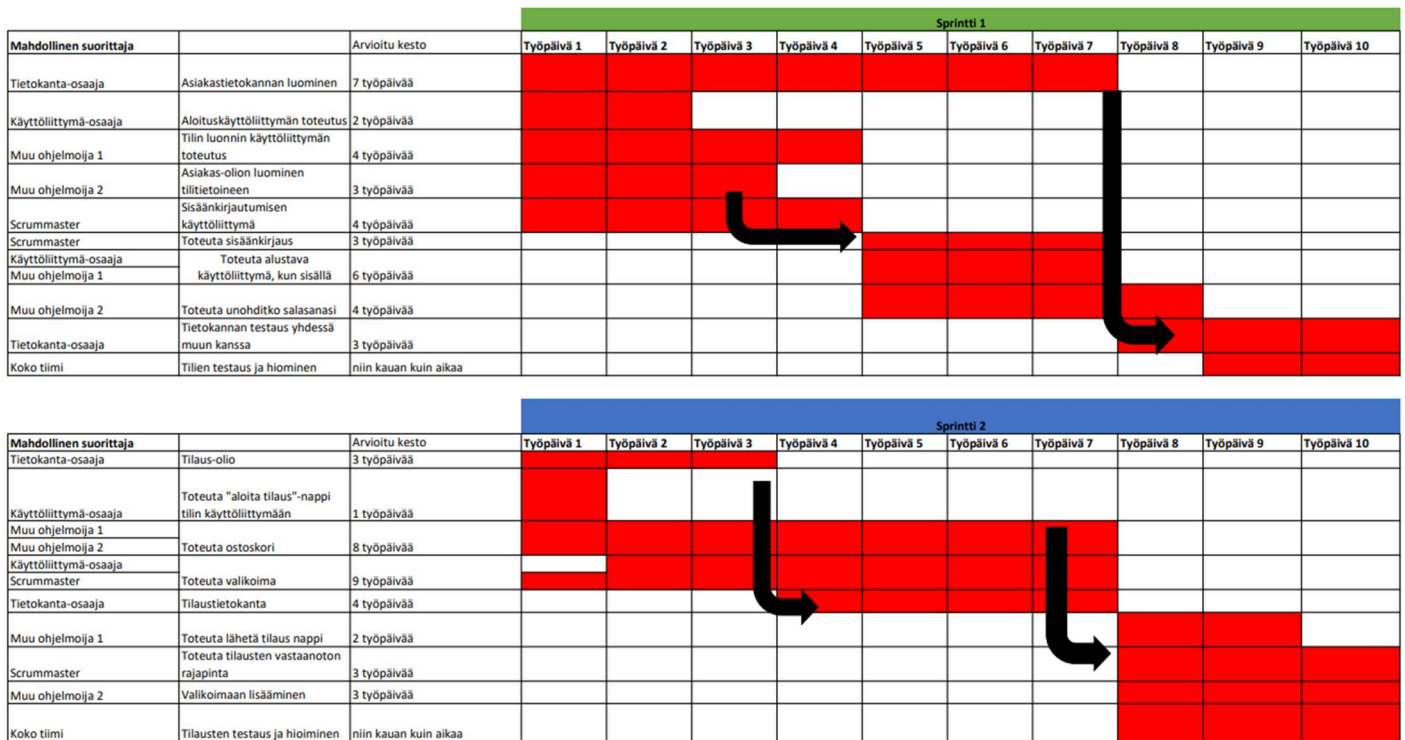 Sprintti 1
Mahdollinen suorittaja Arvioitu kesto Työpäivä 1 Työpäivä 2 Työpäivä 3 Työpäivä 4 Työpäivä 5 Työpäivä 6 Työpäivä 7 Työpäivä 8 Työpäivä 9 Työpäivä 10
Tietokanta-osaaja Asiakastietokannan luominen 7 työpäivää
Käyttöliittymä-osaaja Aloituskäyttöliittymän toteutus 2 työpäivää
Tilin luonnin käyttöliittymän
Muu ohjelmoija 1 toteutus 4 työpäivää
Asiakas-olion luominen
Muu ohjelmoija 2 tilitietoineen 3 työpäivää
Sisäänkirjautumisen
Scrummaster käyttöliittymä 4 työpäivää
Scrummaster Toteuta sisäänkirjaus 3 työpäivää
Käyttöliittymä-osaaja Toteuta alustava
Muu ohjelmoija 1 käyttöliittymä, kun sisällä 6 työpäivää
Muu ohjelmoija 2 Toteuta unohditko salasanasi 4 työpäivää
Tietokannan testaus yhdessä
Tietokanta-osaaja muun kanssa 3 työpäivää
Koko tiimi Tilien testaus ja hiominen niin kauan kuin aikaa
Sprintti 2
Mahdollinen suorittaja Arvioitu kesto Työpäivä 1 Työpäivä 2 Työpäivä 3 Työpäivä 4 Työpäivä 5 Työpäivä 6 Työpäivä 7 Työpäivä 8 Työpäivä 9 Työpäivä 10
Tietokanta-osaaja Tilaus-olio 3 työpäivää
Toteuta "aloita tilaus"-nappi
Käyttöliittymä-osaaja tilin käyttöliittymään 1 työpäivää
Muu ohjelmoija 1
Muu ohjelmoija 2 Toteuta ostoskori 8 työpäivää
Käyttöliittymä-osaaja
Scrummaster Toteuta valikoima 9 työpäivää
Tietokanta-osaaja Tilaustietokanta 4 työpäivää
Muu ohjelmoija 1 Toteuta lähetä tilaus nappi 2 työpäivää
Toteuta tilausten vastaanoton
Scrummaster rajapinta 3 työpäivää
Muu ohjelmoija 2 Valikoimaan lisääminen 3 työpäivää
Koko tiimi Tilausten testaus ja hioiminen niin kauan kuin aikaa